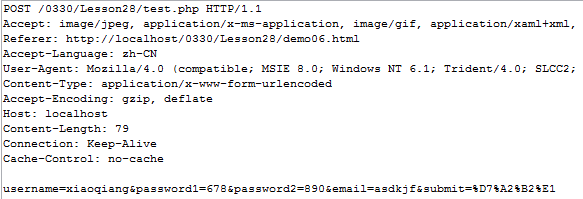 POST /0330/Lesson28/test.php HTTP/1.1
Accept: image/jpeg, application/x-ms-application, image/gif, application/xaml+xml,
Referer: http://localhost/0330/Lesson28/demo06.html
Accept-Language: zh-CN
User-Agent: Mozilla/4.0 (compatible; MSIE 8.0; Windows NT 6.1; Trident/4.0; SLCC2;
Content-Type: application/x-www-form-urlencoded
Accept-Encoding: gzip, deflate
Host: localhost
Content-Length: 79
Connection: Keep-Alive
Cache-Control: no-cache
username=xiaoqiang&password1=678&password2=890&email=asdkjf&submit=%D7%A2%B2%E1